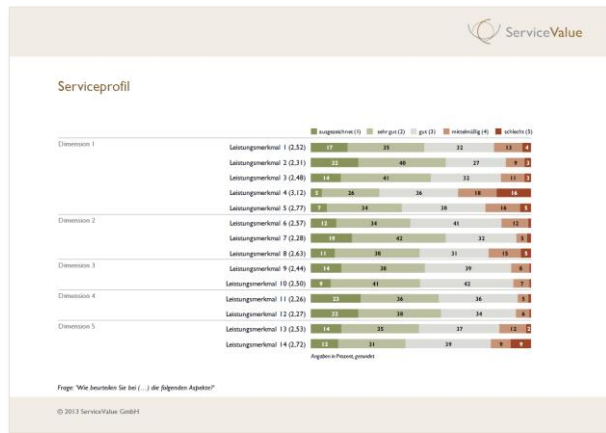 ServiceValue
Serviceprofil
ausgezeichnet (1) sehr gut (2) gut (3) mittelmäßig (4) schlecht (5)
Dimension 1
Leistungsmerkmal 1 (2,52) 17 35 32 13 4
Leistungsmerkmal 2 (2,31) 22 40 27 9 3
Leistungsmerkmal 3 (2,48) 14 41 32 11 3
Leistungsmerkmal 4 (3,12) 5 26 36 18 16
Leistungsmerkmal 5 (2,77) 7 34 38 16 5
Dimension 2
Leistungsmerkmal 6 (2,57) 12 34 41 12
Leistungsmerkmal 7 (2,28) 19 42 32 5
Leistungsmerkmal 8 (2,63) 11 38 31 15 5
Dimension 3
Leistungsmerkmal 9 (2,44) 14 38 39 8
Leistungsmerkmal 10 (2,50) 9 41 42 7
Dimension 4
Leistungsmerkmal 11 (2,26) 23 36 36 5
Leistungsmerkmal 12 (2,27) 22 38 34 6
Dimension 5
Leistungsmerkmal 13 (2,53) 14 35 37 12 2
Leistungsmerkmal 14 (2,72) 12 31 39 9 9
Angaben in Prozent, gerundet
Frage: "Wie beurteilen Sie bei (…) die folgenden Aspekte?"
© 2013 ServiceValue GmbH